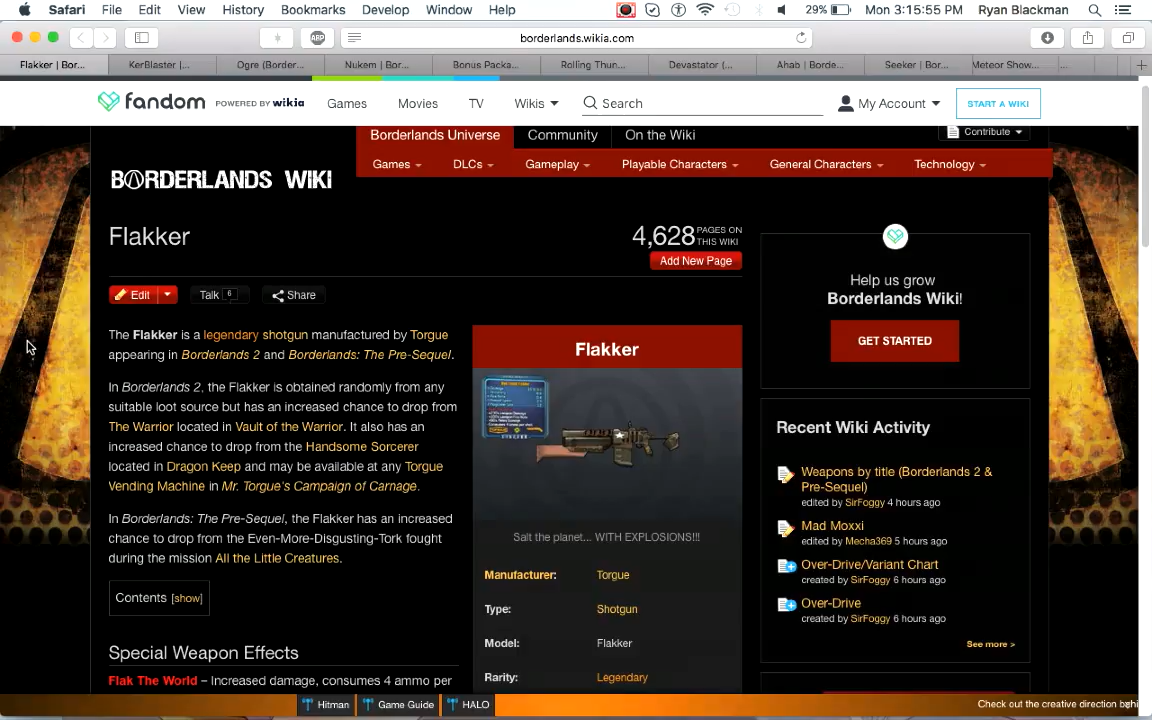 Safari File Edit View History Bookmarks Develop Window Help 29% Mon 3:15:55 PM Ryan Blackman
ABP borderlands.wikia.com
Flakker | Bor... KerBlaster |... Ogre (Border... Nukem | Bor... Bonus Packa... Rolling Thun... Devastator (... Ahab | Borde... Seeker | Bor... Meteor Show... ...
fandom POWERED BY wikia Games Movies TV Wikis Search My Account START A WIKI
Borderlands Universe Community On the Wiki Contribute
Games DLCs Gameplay Playable Characters General Characters Technology
BORDERLANDS WIKI
Flakker
4,628 PAGES ON
THIS WIKI
Add New Page
Edit Talk 6 Share
The Flakker is a legendary shotgun manufactured by Torgue
appearing in Borderlands 2 and Borderlands: The Pre-Sequel.
In Borderlands 2, the Flakker is obtained randomly from any
suitable loot source but has an increased chance to drop from
The Warrior located in Vault of the Warrior. It also has an
increased chance to drop from the Handsome Sorcerer
located in Dragon Keep and may be available at any Torgue
Vending Machine in Mr. Torgue's Campaign of Carnage.
In Borderlands: The Pre-Sequel, the Flakker has an increased
chance to drop from the Even-More-Disgusting-Tork fought
during the mission All the Little Creatures.
Contents [show]
Special Weapon Effects
Flak The World – Increased damage, consumes 4 ammo per
Flakker
Salt the planet... WITH EXPLOSIONS!!!
Manufacturer: Torgue
Type: Shotgun
Model: Flakker
Rarity: Legendary
Help us grow
Borderlands Wiki!
GET STARTED
Recent Wiki Activity
Weapons by title (Borderlands 2 &
Pre-Sequel)
edited by SirFoggy 4 hours ago
Mad Moxxi
edited by Mecha369 5 hours ago
Over-Drive/Variant Chart
created by SirFoggy 6 hours ago
Over-Drive
created by SirFoggy 6 hours ago
See more >
Hitman Game Guide HALO Check out the creative direction behi